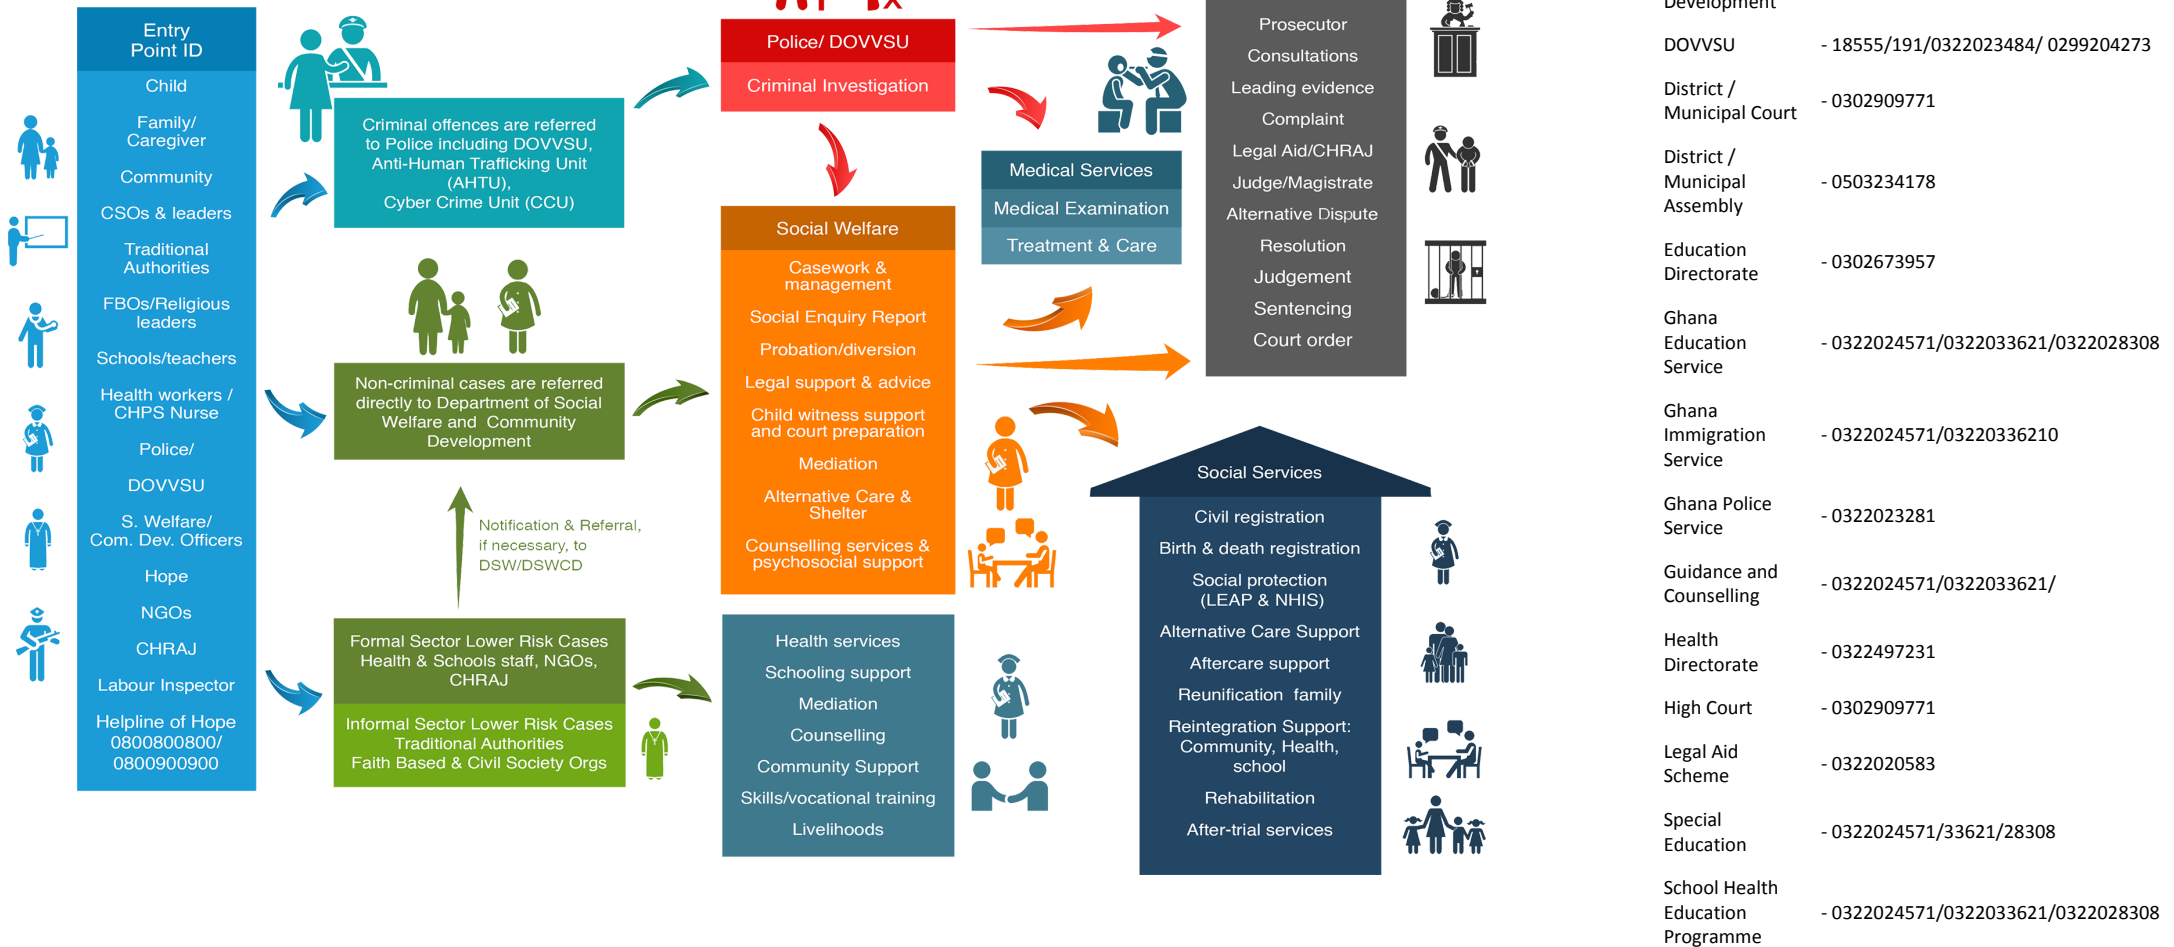 Entry
Point ID
Child
Family/
Caregiver
Community
CSOs & leaders
Traditional
Authorities
FBOs/Religious
leaders
Schools/teachers
Health workers /
CHPS Nurse
Police/
DOVVSU
S. Welfare/
Com. Dev. Officers
Hope
NGOs
CHRAJ
Labour Inspector
Helpline of Hope
0800800800/
0800900900
Criminal offences are referred
to Police including DOVVSU,
Anti-Human Trafficking Unit
(AHTU),
Cyber Crime Unit (CCU)
Non-criminal cases are referred
directly to Department of Social
Welfare and Community
Development
Notification & Referral,
if necessary, to
DSW/DSWCD
Formal Sector Lower Risk Cases
Health & Schools staff, NGOs,
CHRAJ
Informal Sector Lower Risk Cases
Traditional Authorities
Faith Based & Civil Society Orgs
Police/ DOVVSU
Criminal Investigation
Social Welfare
Casework &
management
Social Enquiry Report
Probation/diversion
Legal support & advice
Child witness support
and court preparation
Mediation
Alternative Care &
Shelter
Counselling services &
psychosocial support
Health services
Schooling support
Mediation
Counselling
Community Support
Skills/vocational training
Livelihoods
Medical Services
Medical Examination
Treatment & Care
Prosecutor
Consultations
Leading evidence
Complaint
Legal Aid/CHRAJ
Judge/Magistrate
Alternative Dispute
Resolution
Judgement
Sentencing
Court order
Social Services
Civil registration
Birth & death registration
Social protection
(LEAP & NHIS)
Alternative Care Support
Aftercare support
Reunification family
Reintegration Support:
Community, Health,
school
Rehabilitation
After-trial services
Development
DOVVSU - 18555/191/0322023484/ 0299204273
District /
Municipal Court - 0302909771
District /
Municipal - 0503234178
Assembly
Education
Directorate - 0302673957
Ghana
Education - 0322024571/0322033621/0322028308
Service
Ghana
Immigration - 0322024571/03220336210
Service
Ghana Police
Service - 0322023281
Guidance and
Counselling - 0322024571/0322033621/
Health
Directorate - 0322497231
High Court - 0302909771
Legal Aid
Scheme - 0322020583
Special
Education - 0322024571/33621/28308
School Health
Education - 0322024571/0322033621/0322028308
Programme